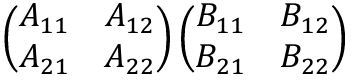 (A₁₁ A₁₂) (B₁₁ B₁₂)
(A₂₁ A₂₂) (B₂₁ B₂₂)